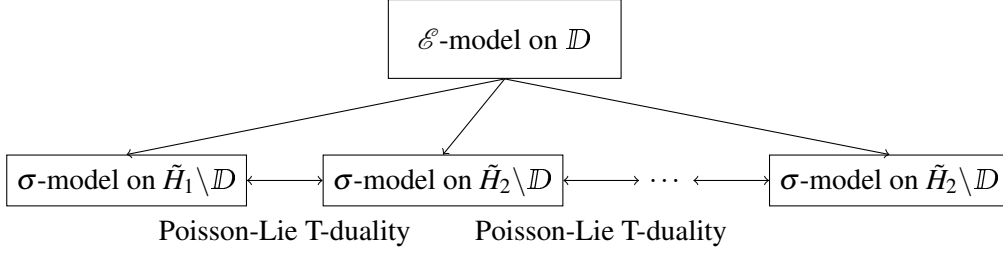 ℰ-model on 𝔻
σ-model on H̃₁\𝔻
σ-model on H̃₂\𝔻
⋯
σ-model on H̃₂\𝔻
Poisson-Lie T-duality
Poisson-Lie T-duality